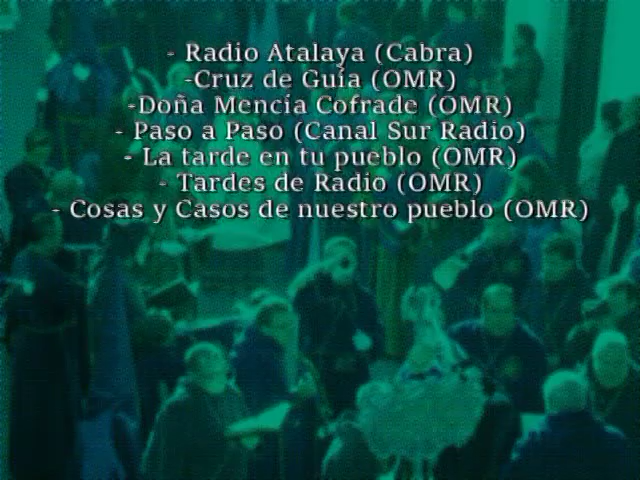 - Radio Atalaya (Cabra)
-Cruz de Guía (OMR)
-Doña Mencía Cofrade (OMR)
- Paso a Paso (Canal Sur Radio)
- La tarde en tu pueblo (OMR)
- Tardes de Radio (OMR)
- Cosas y Casos de nuestro pueblo (OMR)